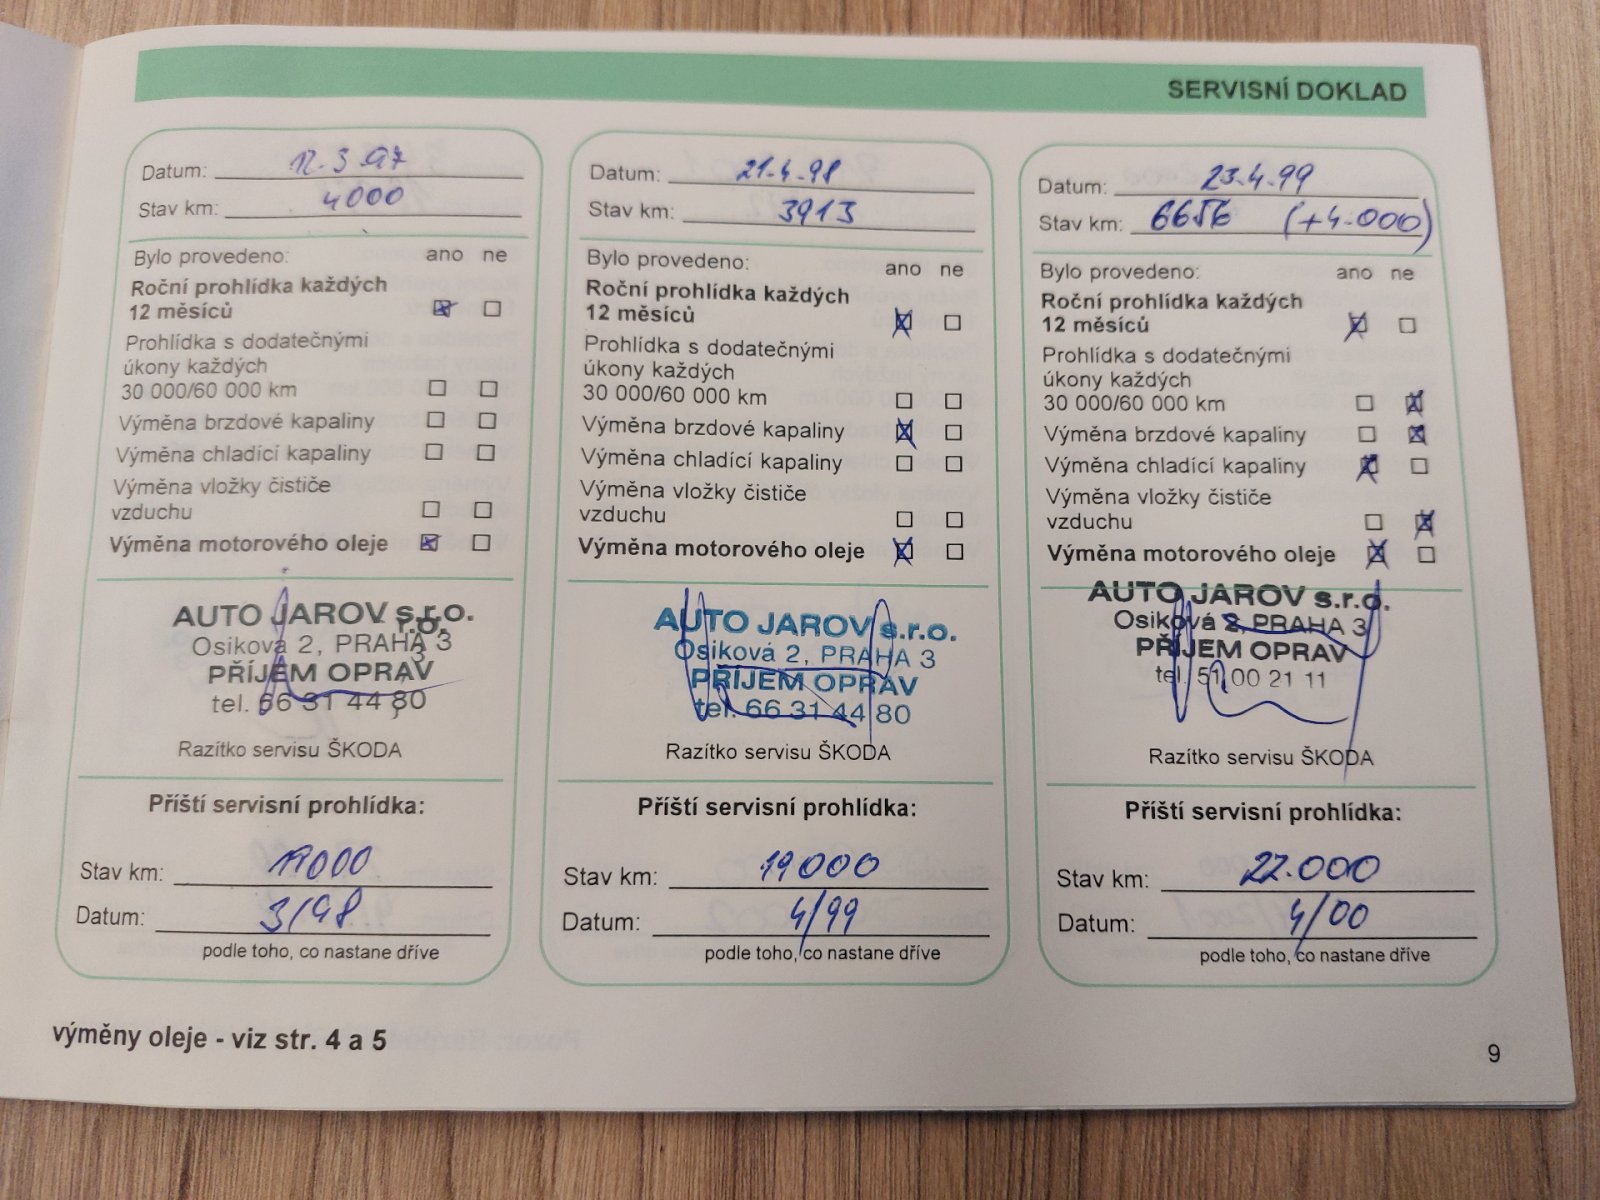 SERVISNÍ DOKLAD
Datum: 12.3.97
Stav km: 4000
Bylo provedeno: ano ne
Roční prohlídka každých
12 měsíců
Prohlídka s dodatečnými
úkony každých
30 000/60 000 km
Výměna brzdové kapaliny
Výměna chladící kapaliny
Výměna vložky čističe
vzduchu
Výměna motorového oleje
AUTO JAROV s.r.o.
Osiková 2, PRAHA 3
PŘÍJEM OPRAV
tel. 66 31 44 80
Razítko servisu ŠKODA
Příští servisní prohlídka:
Stav km: 19000
Datum: 3/98
podle toho, co nastane dříve
Datum: 21.4.98
Stav km: 3913
Bylo provedeno: ano ne
Roční prohlídka každých
12 měsíců
Prohlídka s dodatečnými
úkony každých
30 000/60 000 km
Výměna brzdové kapaliny
Výměna chladící kapaliny
Výměna vložky čističe
vzduchu
Výměna motorového oleje
AUTO JAROV s.r.o.
Osiková 2, PRAHA 3
PŘÍJEM OPRAV
tel. 66 31 44 80
Razítko servisu ŠKODA
Příští servisní prohlídka:
Stav km: 19000
Datum: 4/99
podle toho, co nastane dříve
Datum: 23.4.99
Stav km: 6656 (+4.000)
Bylo provedeno: ano ne
Roční prohlídka každých
12 měsíců
Prohlídka s dodatečnými
úkony každých
30 000/60 000 km
Výměna brzdové kapaliny
Výměna chladící kapaliny
Výměna vložky čističe
vzduchu
Výměna motorového oleje
AUTO JAROV s.r.o.
Osiková 2, PRAHA 3
PŘÍJEM OPRAV
tel. 51 00 21 11
Razítko servisu ŠKODA
Příští servisní prohlídka:
Stav km: 22.000
Datum: 4/00
podle toho, co nastane dříve
výměny oleje - viz str. 4 a 5
9